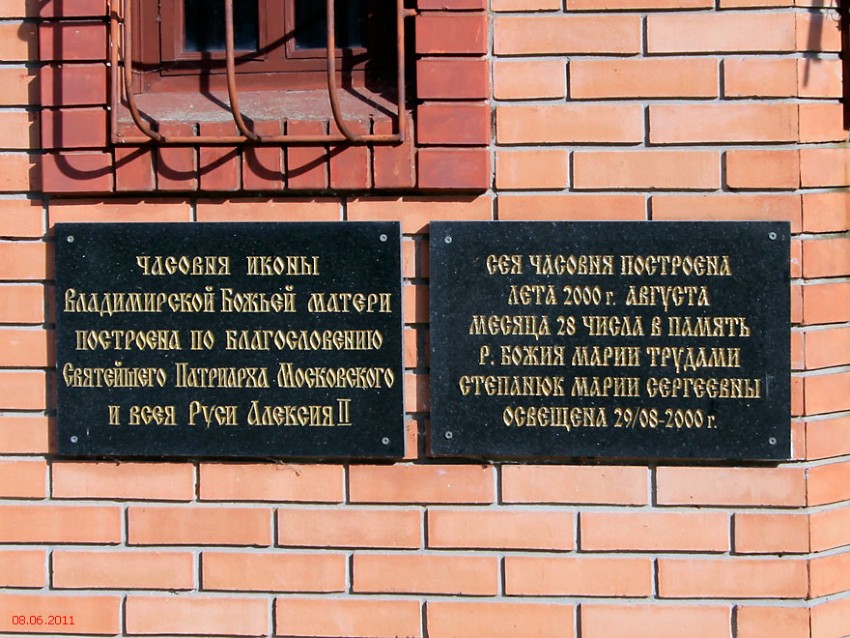 ЧАСОВНЯ ИКОНЫ
ВЛАДИМИРСКОЙ БОЖЬЕЙ МАТЕРИ
ПОСТРОЕНА ПО БЛАГОСЛОВЕНИЮ
СВЯТЕЙШЕГО ПАТРИАРХА МОСКОВСКОГО
И ВСЕЯ РУСИ АЛЕКСИЯ II
СЕЯ ЧАСОВНЯ ПОСТРОЕНА
ЛЕТА 2000 г. АВГУСТА
МЕСЯЦА 28 ЧИСЛА В ПАМЯТЬ
Р. БОЖИЯ МАРИИ ТРУДАМИ
СТЕПАНЮК МАРИИ СЕРГЕЕВНЫ
ОСВЕЩЕНА 29/08-2000 г.
08.06.2011